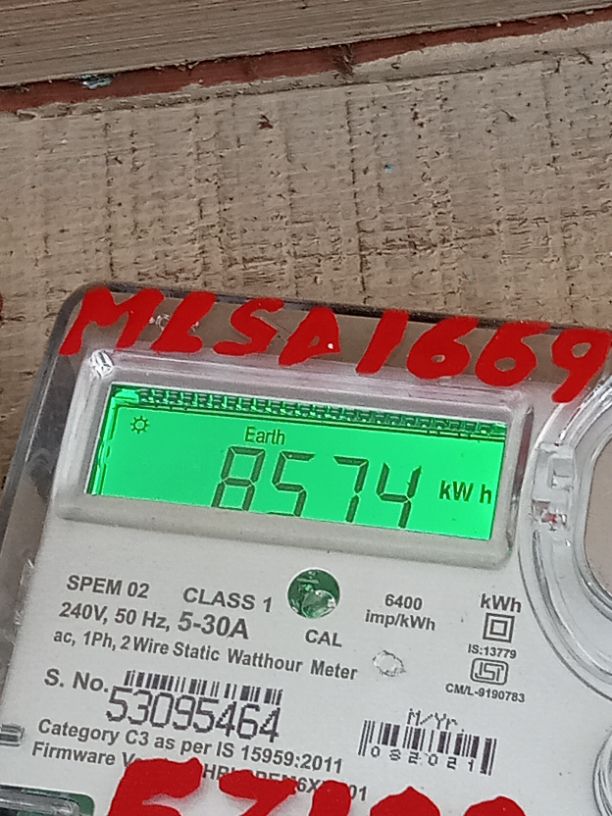 MLSA1669
Earth
8574 kWh
SPEM 02 CLASS 1
6400
imp/kWh
kWh
240V, 50 Hz, 5-30A
CAL
ac, 1Ph, 2 Wire Static Watthour Meter
IS:13779
CM/L-9190783
S. No. 53095464
M/Yr.
082021
Category C3 as per IS 15959:2011
Firmware